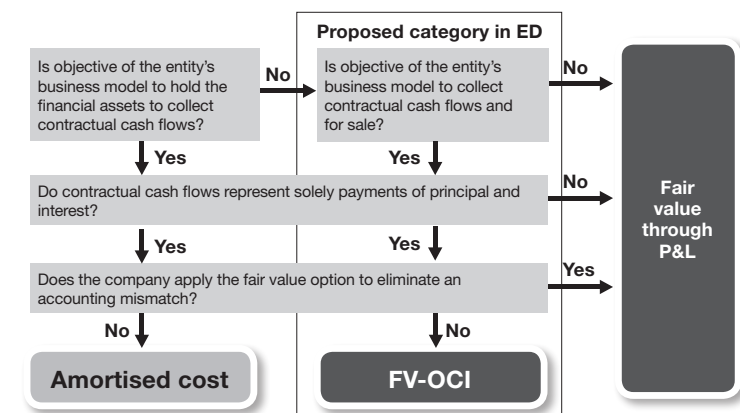 Proposed category in ED
Is objective of the entity's
business model to hold the
financial assets to collect
contractual cash flows?
No
Is objective of the entity's
business model to collect
contractual cash flows and
for sale?
No
Yes
Yes
Do contractual cash flows represent solely payments of principal and
interest?
No
Yes
Yes
Does the company apply the fair value option to eliminate an
accounting mismatch?
Yes
No
No
Amortised cost
FV-OCI
Fair
value
through
P&L